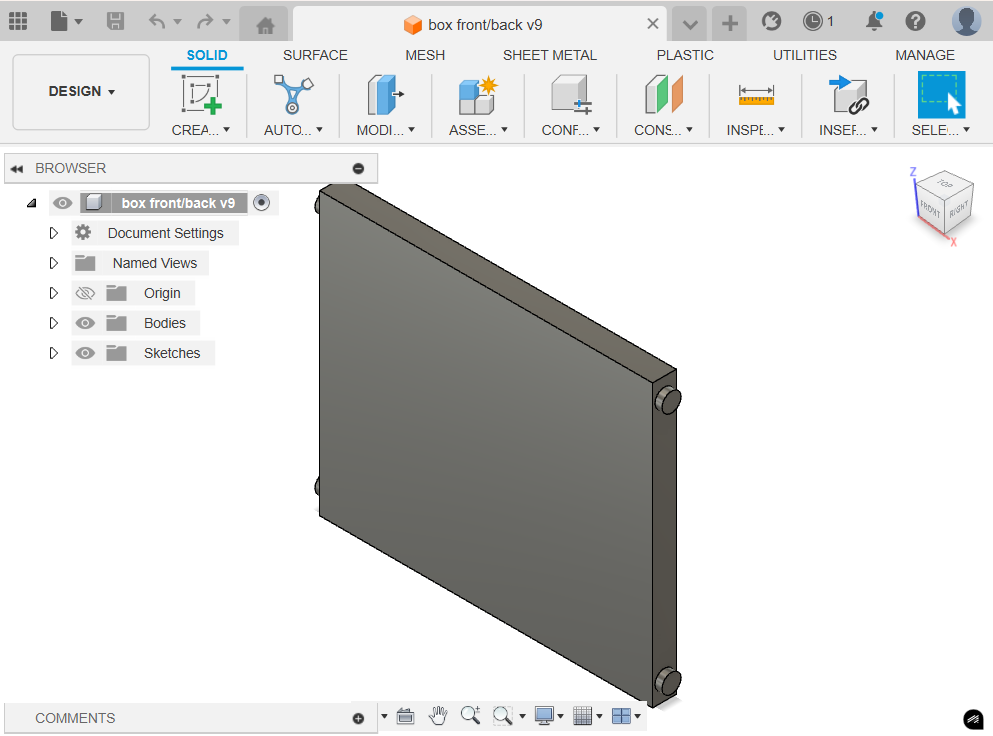 box front/back v9
1
DESIGN
SOLID SURFACE MESH SHEET METAL PLASTIC UTILITIES MANAGE
CREA... AUTO... MODI... ASSE... CONF... CONS... INSPE... INSEF... SELE...
BROWSER
box front/back v9
Document Settings
Named Views
Origin
Bodies
Sketches
Z
TOP
FRONT RIGHT
X
COMMENTS